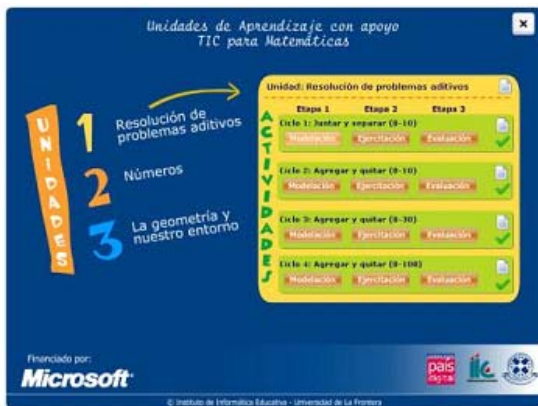 Unidades de Aprendizaje con apoyo
TIC para Matemáticas
UNIDADES
1
Resolución de
problemas aditivos
2
Números
3
La geometría y
nuestro entorno
Unidad: Resolución de problemas aditivos
Etapa 1 Etapa 2 Etapa 3
ACTIVIDADES
Ciclo 1: Juntar y separar (0-10)
Modelación Ejercitación Evaluación
Ciclo 2: Agregar y quitar (0-10)
Modelación Ejercitación Evaluación
Ciclo 3: Agregar y quitar (0-30)
Modelación Ejercitación Evaluación
Ciclo 4: Agregar y quitar (0-100)
Modelación Ejercitación Evaluación
Financiado por:
Microsoft
país
digital
iie
© Instituto de Informática Educativa - Universidad de La Frontera